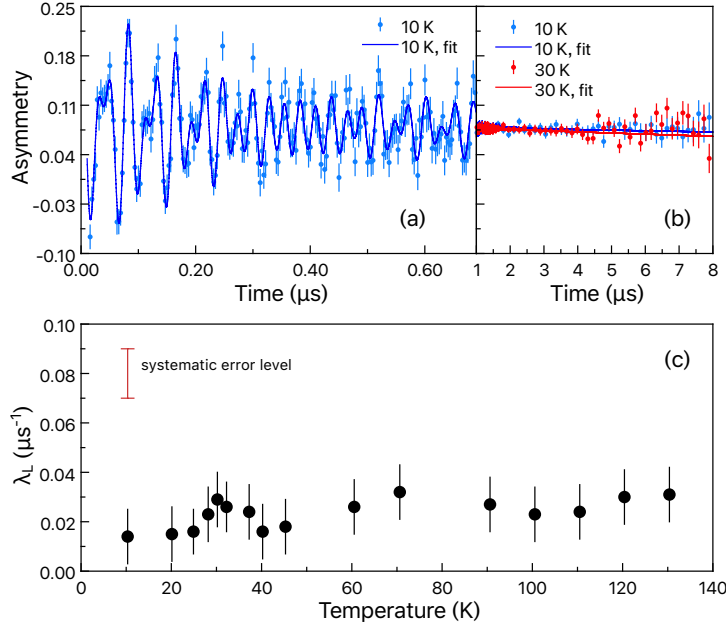 0.25
0.18
0.11
0.04
-0.03
-0.10
Asymmetry
10 K
10 K, fit
(a)
0.00
0.20
0.40
0.60
Time (μs)
10 K
10 K, fit
30 K
30 K, fit
(b)
1
2
3
4
5
6
7
8
Time (μs)
0.10
0.08
0.06
0.04
0.02
0.00
λL (μs⁻¹)
systematic error level
(c)
0
20
40
60
80
100
120
140
Temperature (K)